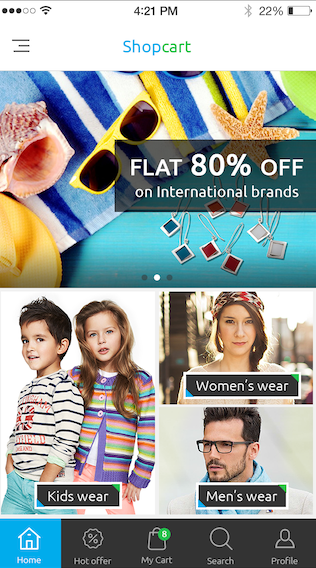 4:21 PM
22%
Shopcart
FLAT 80% OFF
on International brands
Women's wear
Kids wear
Men's wear
8
Home
Hot offer
My Cart
Search
Profile